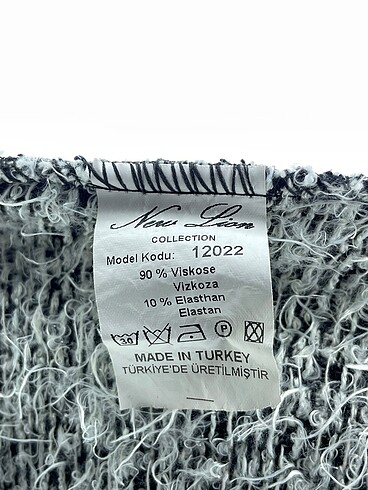 New Lion
COLLECTION
Model Kodu: 12022
90 % Viskose
Vizkoza
10 % Elasthan
Elastan
30 P
MADE IN TURKEY
TÜRKİYE'DE ÜRETİLMİŞTİR